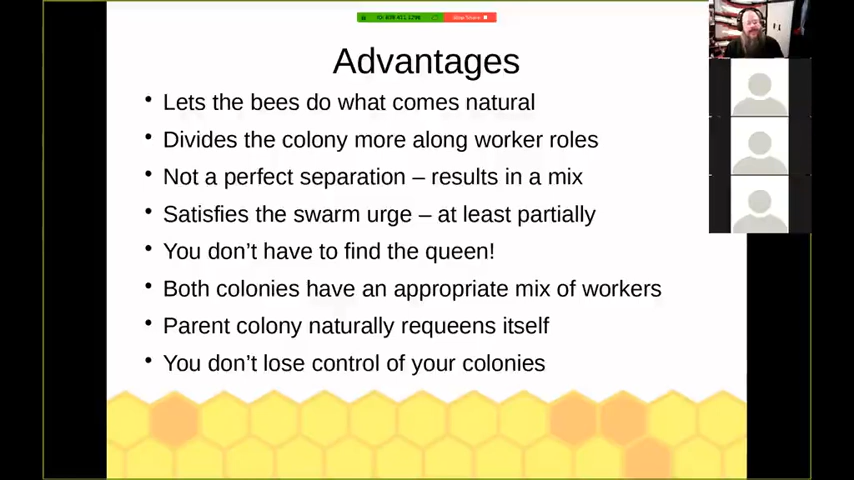 Advantages
Lets the bees do what comes natural
Divides the colony more along worker roles
Not a perfect separation – results in a mix
Satisfies the swarm urge – at least partially
You don't have to find the queen!
Both colonies have an appropriate mix of workers
Parent colony naturally requeens itself
You don't lose control of your colonies